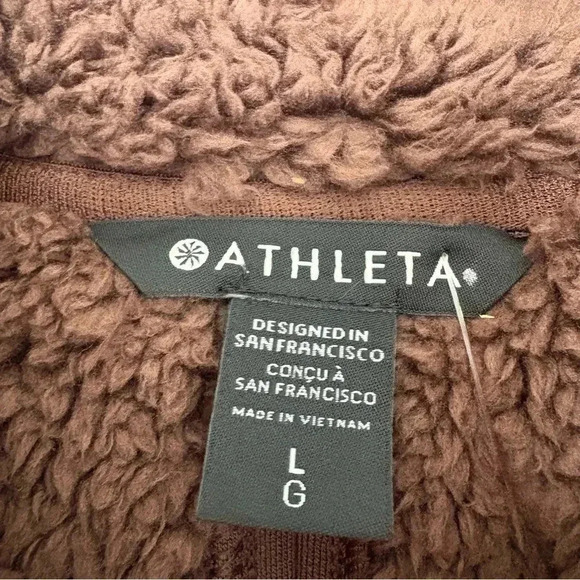 ATHLETA
DESIGNED IN
SAN FRANCISCO
CONÇU À
SAN FRANCISCO
MADE IN VIETNAM
L
G